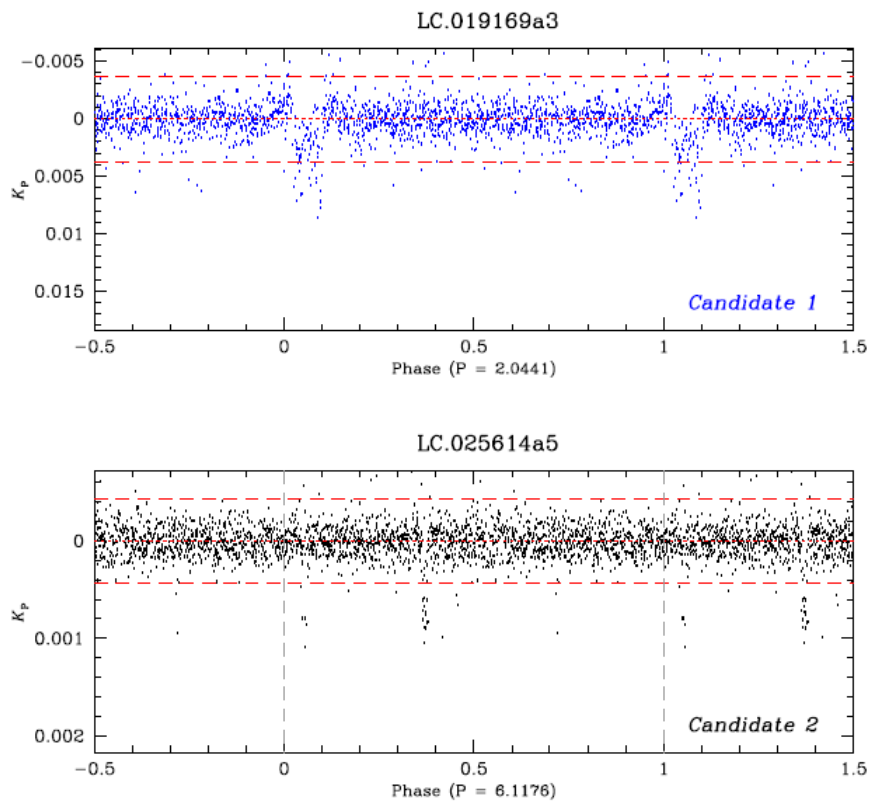 LC.019169a3
−0.005
0
0.005
0.01
0.015
K_P
Candidate 1
−0.5
0
0.5
1
1.5
Phase (P = 2.0441)
LC.025614a5
0
0.001
0.002
K_P
Candidate 2
−0.5
0
0.5
1
1.5
Phase (P = 6.1176)